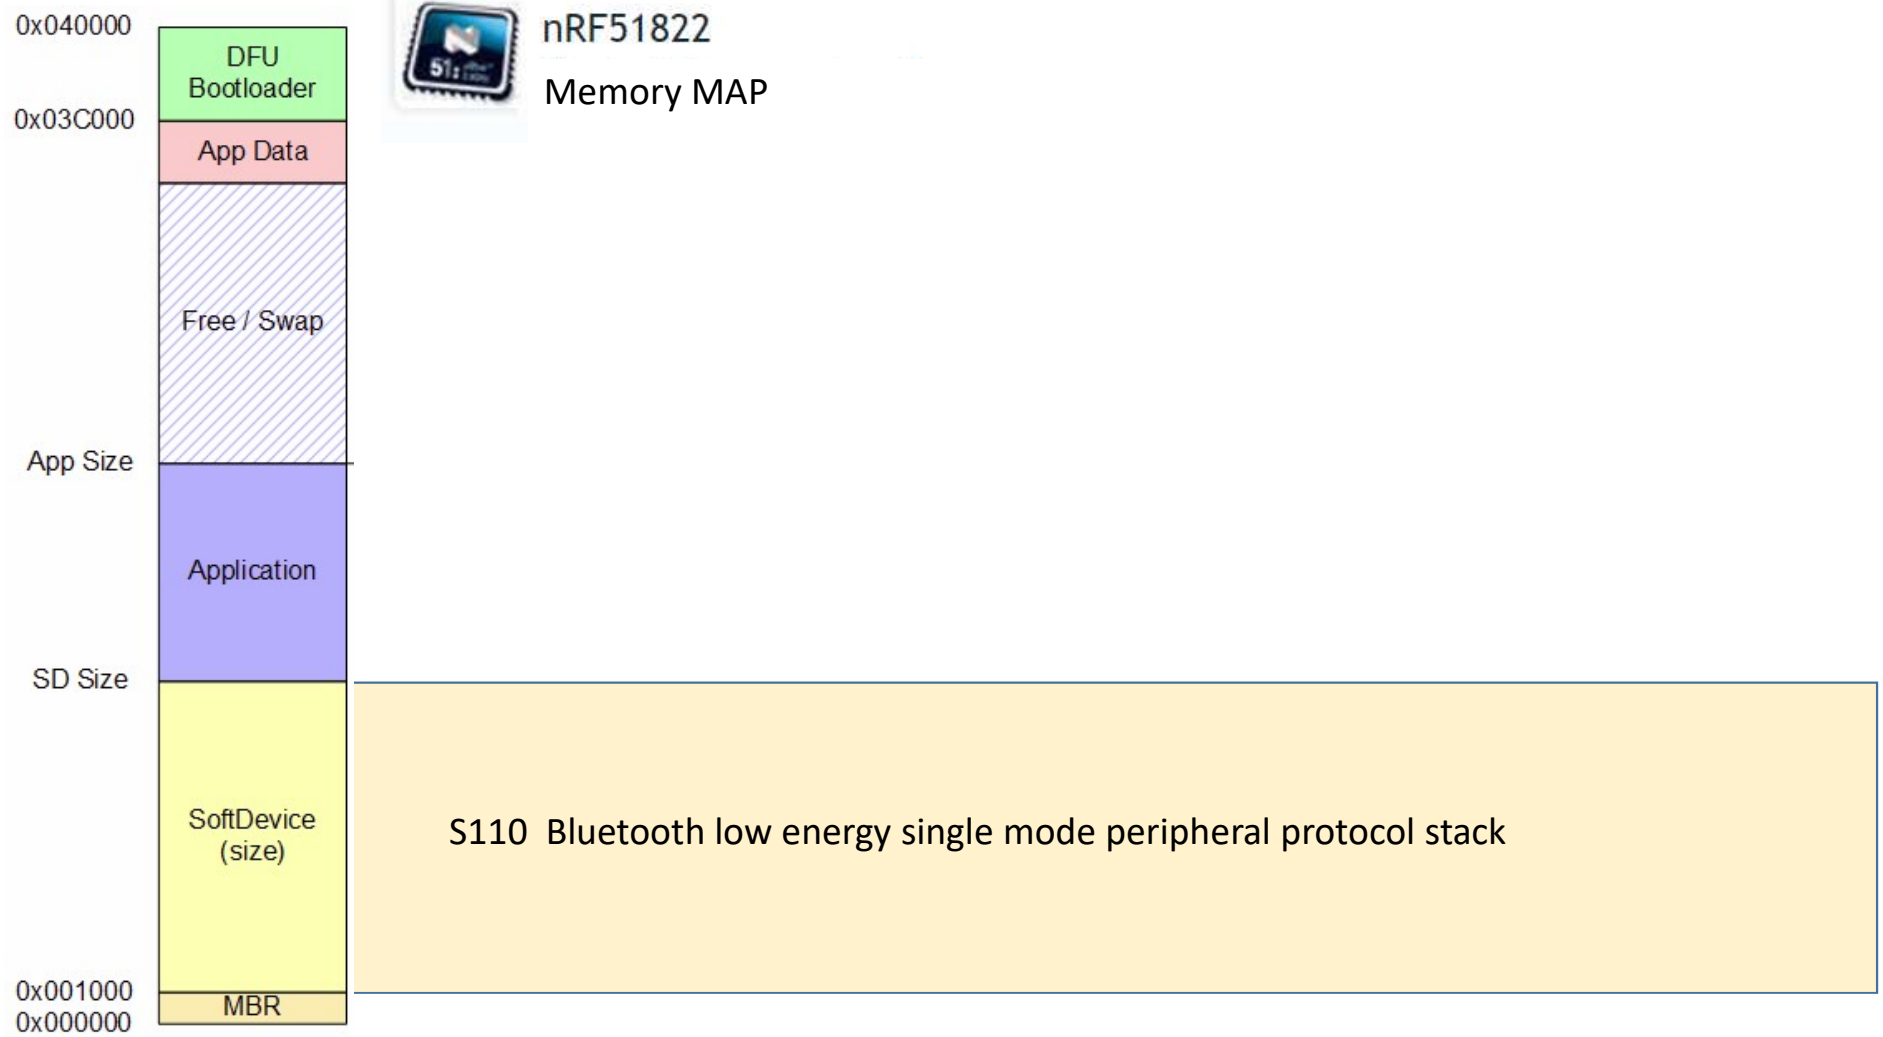 0x040000
DFU
Bootloader
0x03C000
App Data
Free / Swap
App Size
Application
SD Size
SoftDevice
(size)
0x001000
MBR
0x000000
N
nRF51822
Memory MAP
S110 Bluetooth low energy single mode peripheral protocol stack